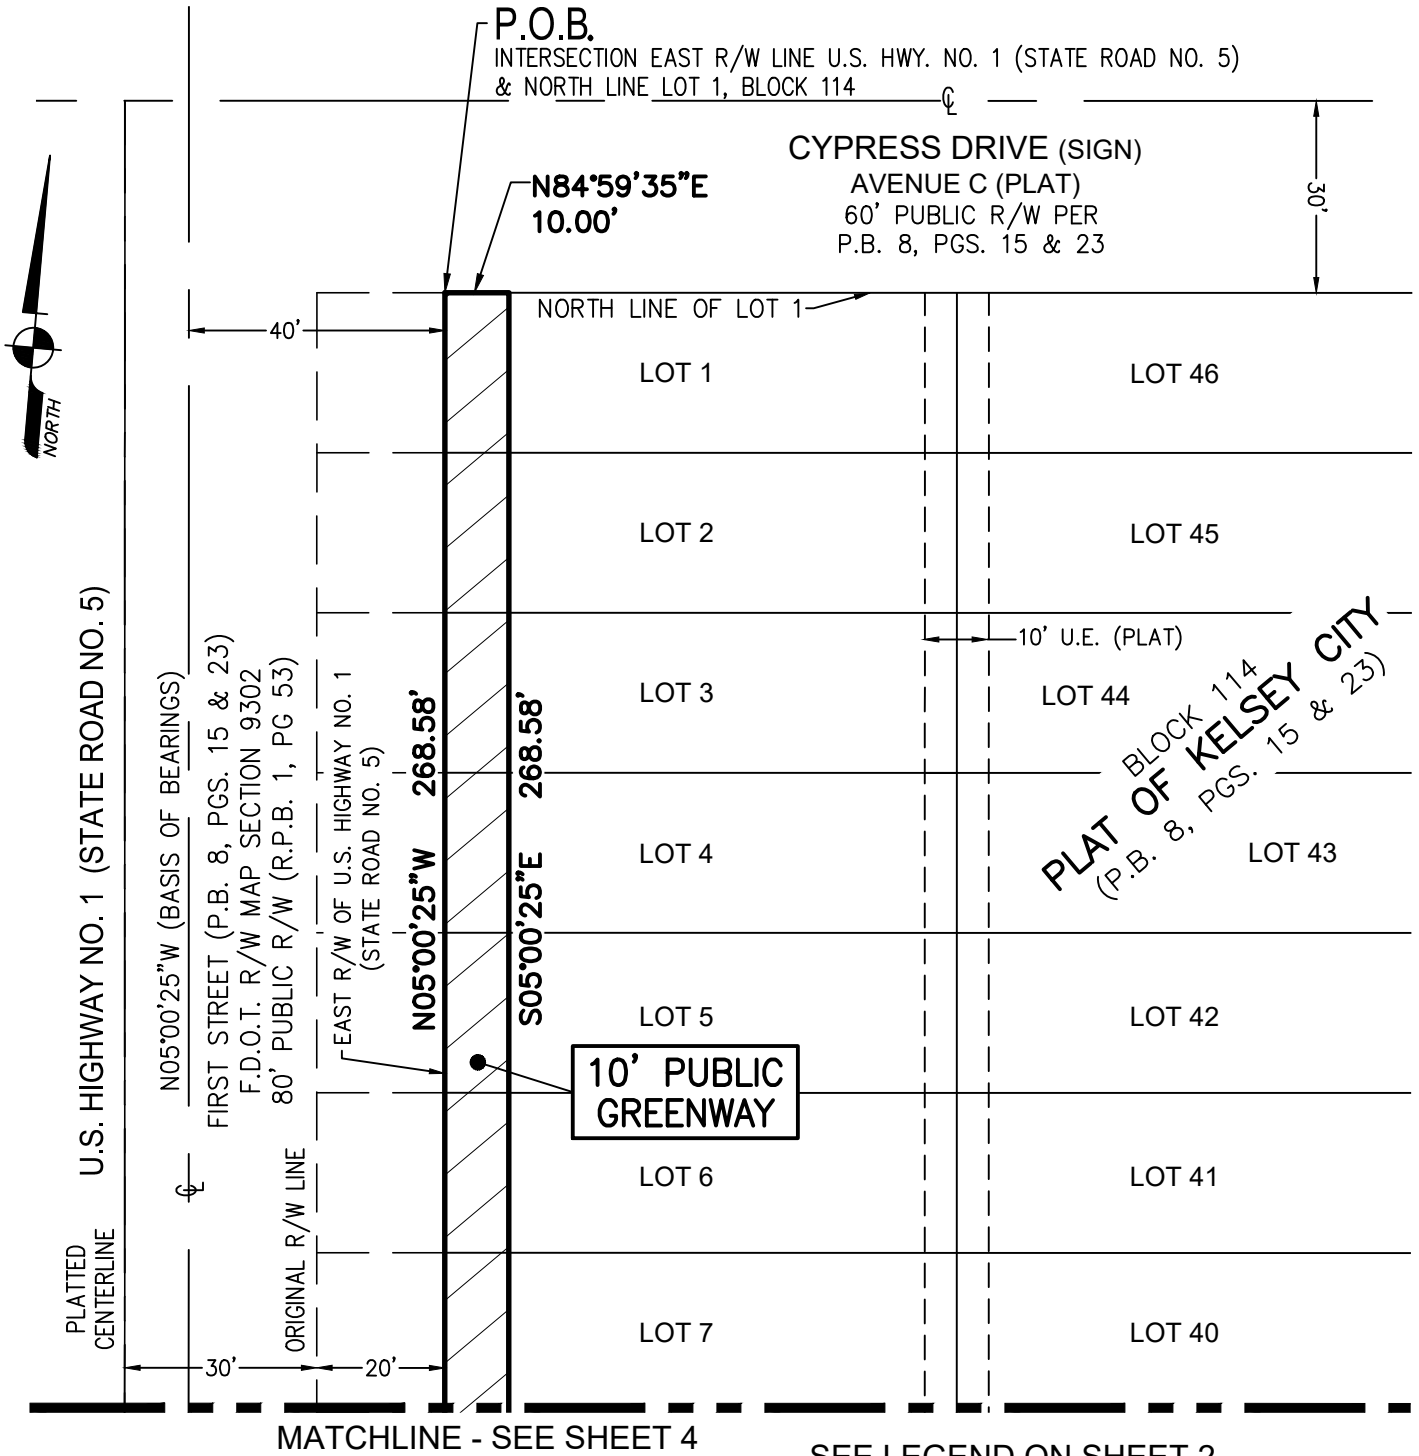 P.O.B.
INTERSECTION EAST R/W LINE U.S. HWY. NO. 1 (STATE ROAD NO. 5)
& NORTH LINE LOT 1, BLOCK 114
℄
CYPRESS DRIVE (SIGN)
AVENUE C (PLAT)
60' PUBLIC R/W PER
P.B. 8, PGS. 15 & 23
30'
N84°59'35"E
10.00'
NORTH
40'
NORTH LINE OF LOT 1
LOT 1
LOT 46
LOT 2
LOT 45
10' U.E. (PLAT)
LOT 3
LOT 44
BLOCK 114
PLAT OF KELSEY CITY
(P.B. 8, PGS. 15 & 23)
LOT 4
LOT 43
U.S. HIGHWAY NO. 1 (STATE ROAD NO. 5)
N05°00'25"W (BASIS OF BEARINGS)
FIRST STREET (P.B. 8, PGS. 15 & 23)
F.D.O.T. R/W MAP SECTION 9302
80' PUBLIC R/W (R.P.B. 1, PG 53)
EAST R/W OF U.S. HIGHWAY NO. 1
(STATE ROAD NO. 5)
N05°00'25"W 268.58'
S05°00'25"E 268.58'
LOT 5
LOT 42
10' PUBLIC
GREENWAY
LOT 6
LOT 41
℄
ORIGINAL R/W LINE
PLATTED
CENTERLINE
LOT 7
LOT 40
30'
20'
MATCHLINE - SEE SHEET 4
SEE LEGEND ON SHEET 2